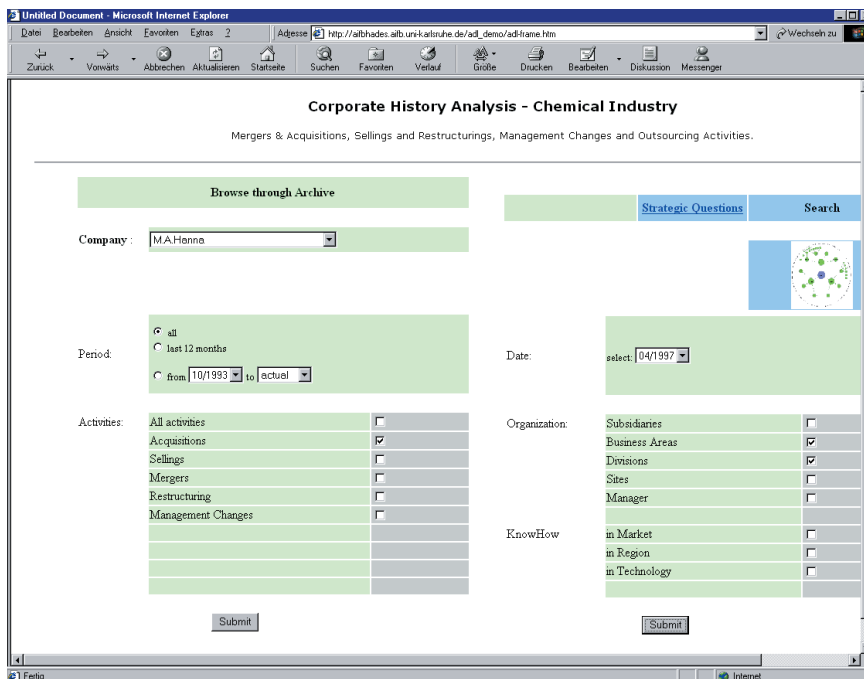 Untitled Document - Microsoft Internet Explorer
Datei Bearbeiten Ansicht Favoriten Extras ?
Adresse http://aifbhades.aifb.uni-karlsruhe.de/adl_demo/adl-frame.htm
Wechseln zu
Zurück Vorwärts Abbrechen Aktualisieren Startseite Suchen Favoriten Verlauf Größe Drucken Bearbeiten Diskussion Messenger
Corporate History Analysis - Chemical Industry
Mergers & Acquisitions, Sellings and Restructurings, Management Changes and Outsourcing Activities.
Browse through Archive
Company : M.A.Hanna
Period:
all
last 12 months
from 10/1993 to actual
Activities:
All activities
Acquisitions
Sellings
Mergers
Restructuring
Management Changes
Submit
Strategic Questions Search
Date: select: 04/1997
Organization:
Subsidiaries
Business Areas
Divisions
Sites
Manager
KnowHow
in Market
in Region
in Technology
Submit
Fertig Internet